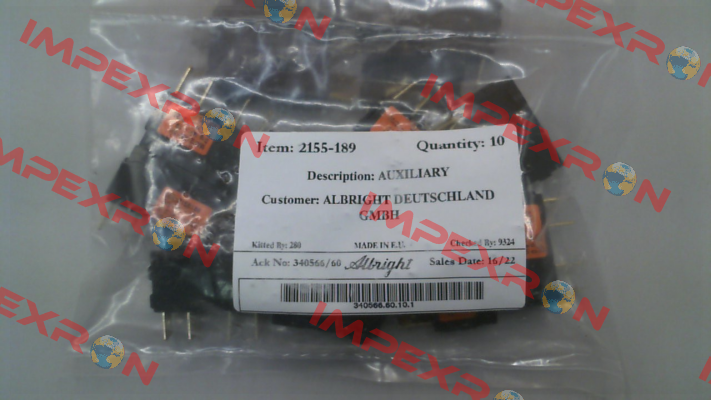 IMPEXRON
Item: 2155-189 Quantity: 10
Description: AUXILIARY
Customer: ALBRIGHT DEUTSCHLAND
GMBH
Kitted By: 280 MADE IN E.U. Checked By: 9324
Ack No: 340566/60 Albright Sales Date: 16/22
340566.60.10.1
IMPEXRON
IMPEXRON
IMPEXRON
IMPEXRON
IMPEXRON